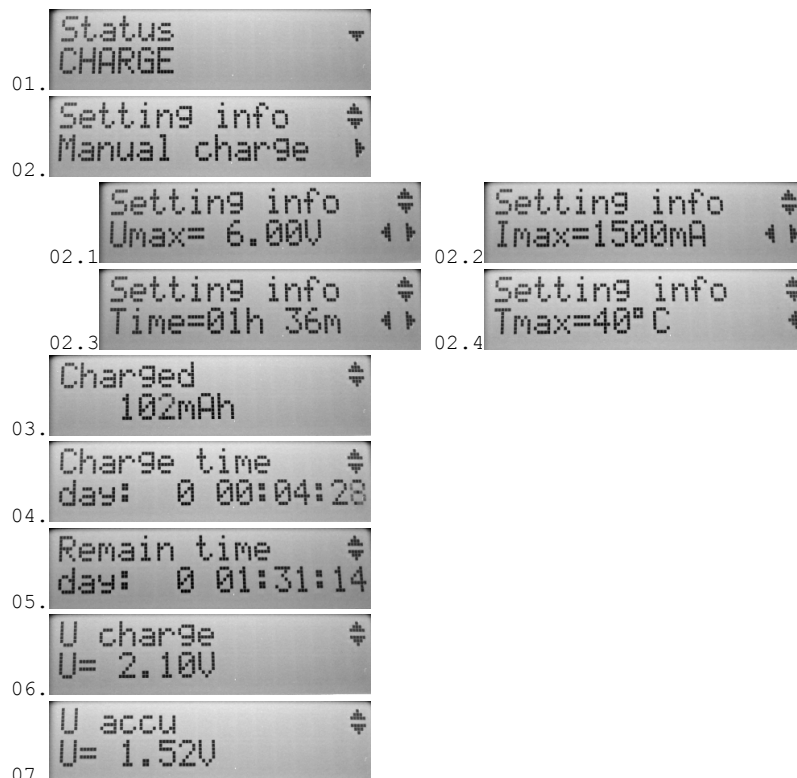 Status
CHARGE
01.
Setting info
Manual charge
02.
Setting info
Umax= 6.00V
02.1
Setting info
Imax=1500mA
02.2
Setting info
Time=01h 36m
02.3
Setting info
Tmax=40°C
02.4
Charged
102mAh
03.
Charge time
day: 0 00:04:28
04.
Remain time
day: 0 01:31:14
05.
U charge
U= 2.10V
06.
U accu
U= 1.52V
07.